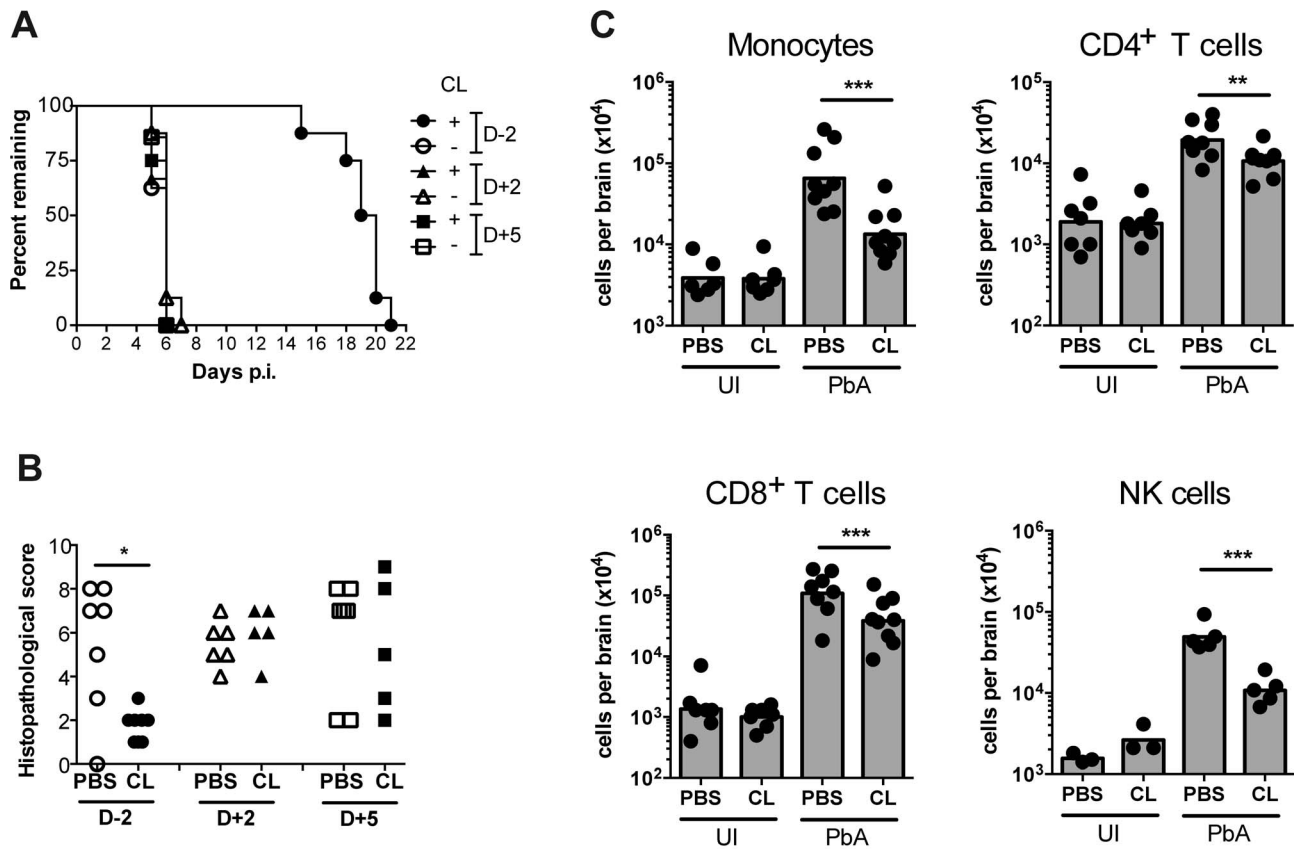 A
CL
+
D-2
-
+
D+2
-
+
D+5
-
Percent remaining
100
75
50
25
0
0 2 4 6 8 10 12 14 16 18 20 22
Days p.i.
B
Histopathological score
10
8
6
4
2
0
*
PBS CL PBS CL PBS CL
D-2 D+2 D+5
C
Monocytes
cells per brain (x10⁴)
10⁶
10⁵
10⁴
10³
***
PBS CL PBS CL
UI PbA
CD4⁺ T cells
cells per brain (x10⁴)
10⁵
10⁴
10³
10²
**
PBS CL PBS CL
UI PbA
CD8⁺ T cells
cells per brain (x10⁴)
10⁶
10⁵
10⁴
10³
10²
***
PBS CL PBS CL
UI PbA
NK cells
cells per brain (x10⁴)
10⁶
10⁵
10⁴
10³
***
PBS CL PBS CL
UI PbA